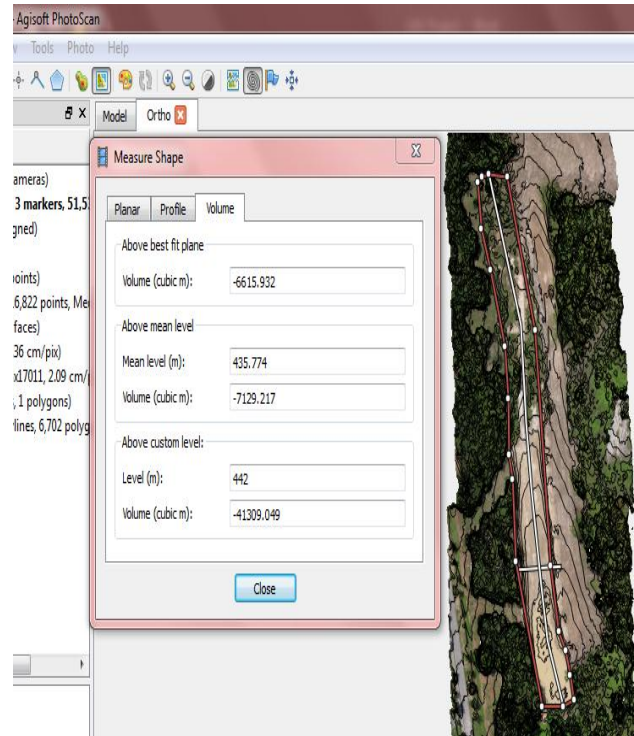 - Agisoft PhotoScan
Tools Photo Help
Model Ortho
Measure Shape
ameras)
3 markers, 51,5
gned)
oints)
6,822 points, Me
faces)
36 cm/pix)
x17011, 2.09 cm/
, 1 polygons)
lines, 6,702 polyg
Planar Profile Volume
Above best fit plane
Volume (cubic m): -6615.932
Above mean level
Mean level (m): 435.774
Volume (cubic m): -7129.217
Above custom level:
Level (m): 442
Volume (cubic m): -41309.049
Close